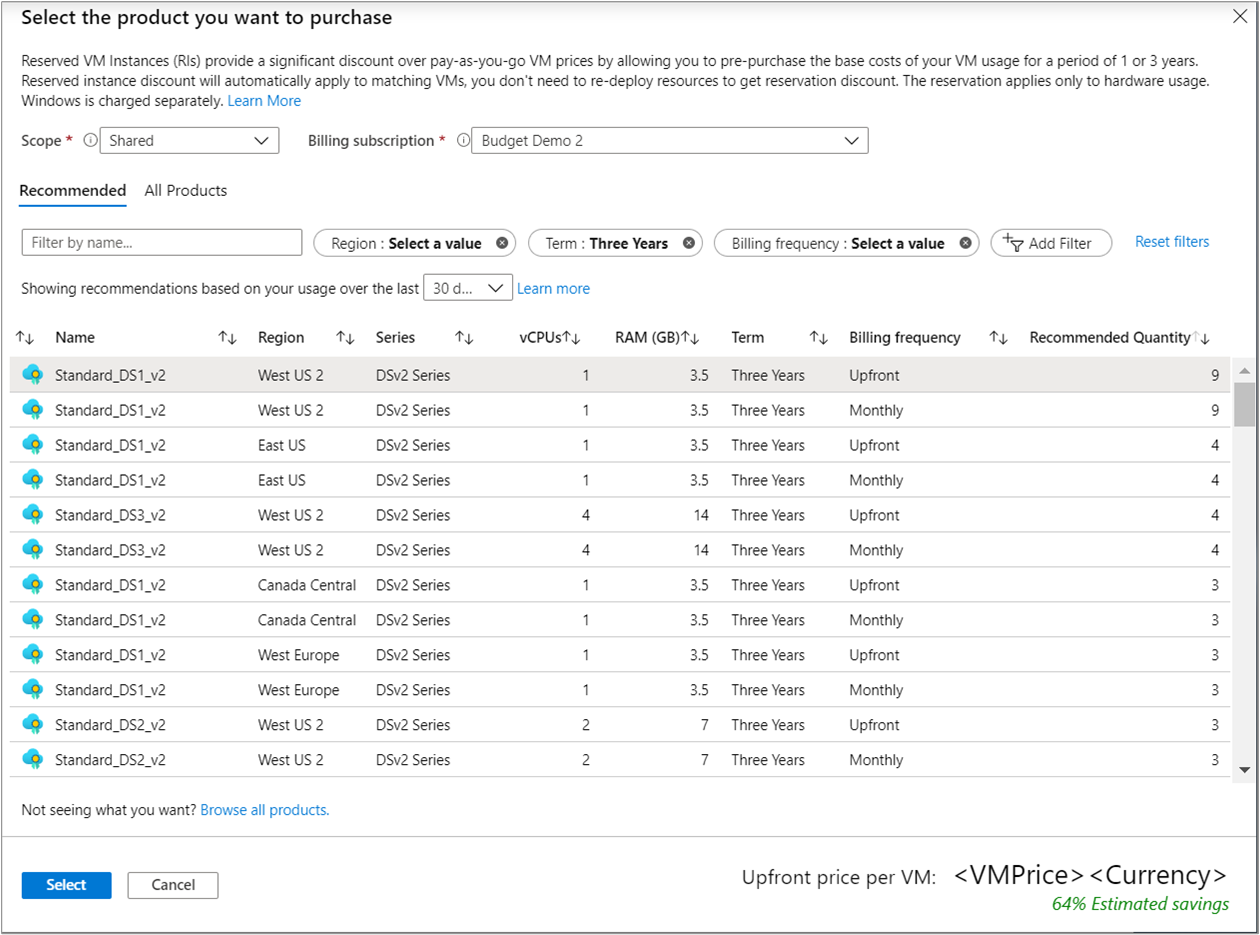 Select the product you want to purchase
Reserved VM Instances (RIs) provide a significant discount over pay-as-you-go VM prices by allowing you to pre-purchase the base costs of your VM usage for a period of 1 or 3 years.
Reserved instance discount will automatically apply to matching VMs, you don't need to re-deploy resources to get reservation discount. The reservation applies only to hardware usage.
Windows is charged separately. Learn More
Scope * Shared Billing subscription * Budget Demo 2
Recommended All Products
Filter by name... Region : Select a value Term : Three Years Billing frequency : Select a value Add Filter Reset filters
Showing recommendations based on your usage over the last 30 d... Learn more
Name Region Series vCPUs RAM (GB) Term Billing frequency Recommended Quantity
Standard_DS1_v2 West US 2 DSv2 Series 1 3.5 Three Years Upfront 9
Standard_DS1_v2 West US 2 DSv2 Series 1 3.5 Three Years Monthly 9
Standard_DS1_v2 East US DSv2 Series 1 3.5 Three Years Upfront 4
Standard_DS1_v2 East US DSv2 Series 1 3.5 Three Years Monthly 4
Standard_DS3_v2 West US 2 DSv2 Series 4 14 Three Years Upfront 4
Standard_DS3_v2 West US 2 DSv2 Series 4 14 Three Years Monthly 4
Standard_DS1_v2 Canada Central DSv2 Series 1 3.5 Three Years Upfront 3
Standard_DS1_v2 Canada Central DSv2 Series 1 3.5 Three Years Monthly 3
Standard_DS1_v2 West Europe DSv2 Series 1 3.5 Three Years Upfront 3
Standard_DS1_v2 West Europe DSv2 Series 1 3.5 Three Years Monthly 3
Standard_DS2_v2 West US 2 DSv2 Series 2 7 Three Years Upfront 3
Standard_DS2_v2 West US 2 DSv2 Series 2 7 Three Years Monthly 3
Not seeing what you want? Browse all products.
Select Cancel Upfront price per VM: <VMPrice> <Currency>
64% Estimated savings